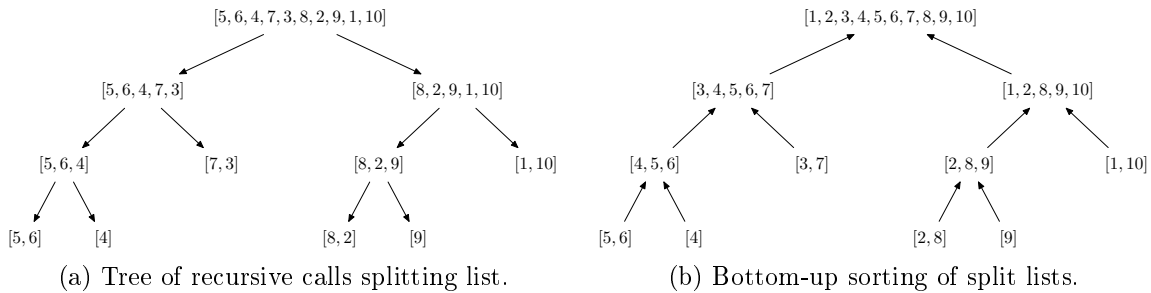 [5, 6, 4, 7, 3, 8, 2, 9, 1, 10]
[5, 6, 4, 7, 3] [8, 2, 9, 1, 10]
[5, 6, 4] [7, 3] [8, 2, 9] [1, 10]
[5, 6] [4] [8, 2] [9]
(a) Tree of recursive calls splitting list.
[1, 2, 3, 4, 5, 6, 7, 8, 9, 10]
[3, 4, 5, 6, 7] [1, 2, 8, 9, 10]
[4, 5, 6] [3, 7] [2, 8, 9] [1, 10]
[5, 6] [4] [2, 8] [9]
(b) Bottom-up sorting of split lists.